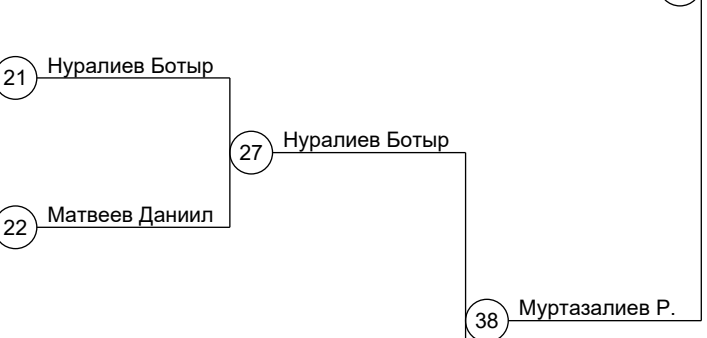 21 Нуралиев Ботыр
27 Нуралиев Ботыр
22 Матвеев Даниил
38 Муртазалиев Р.